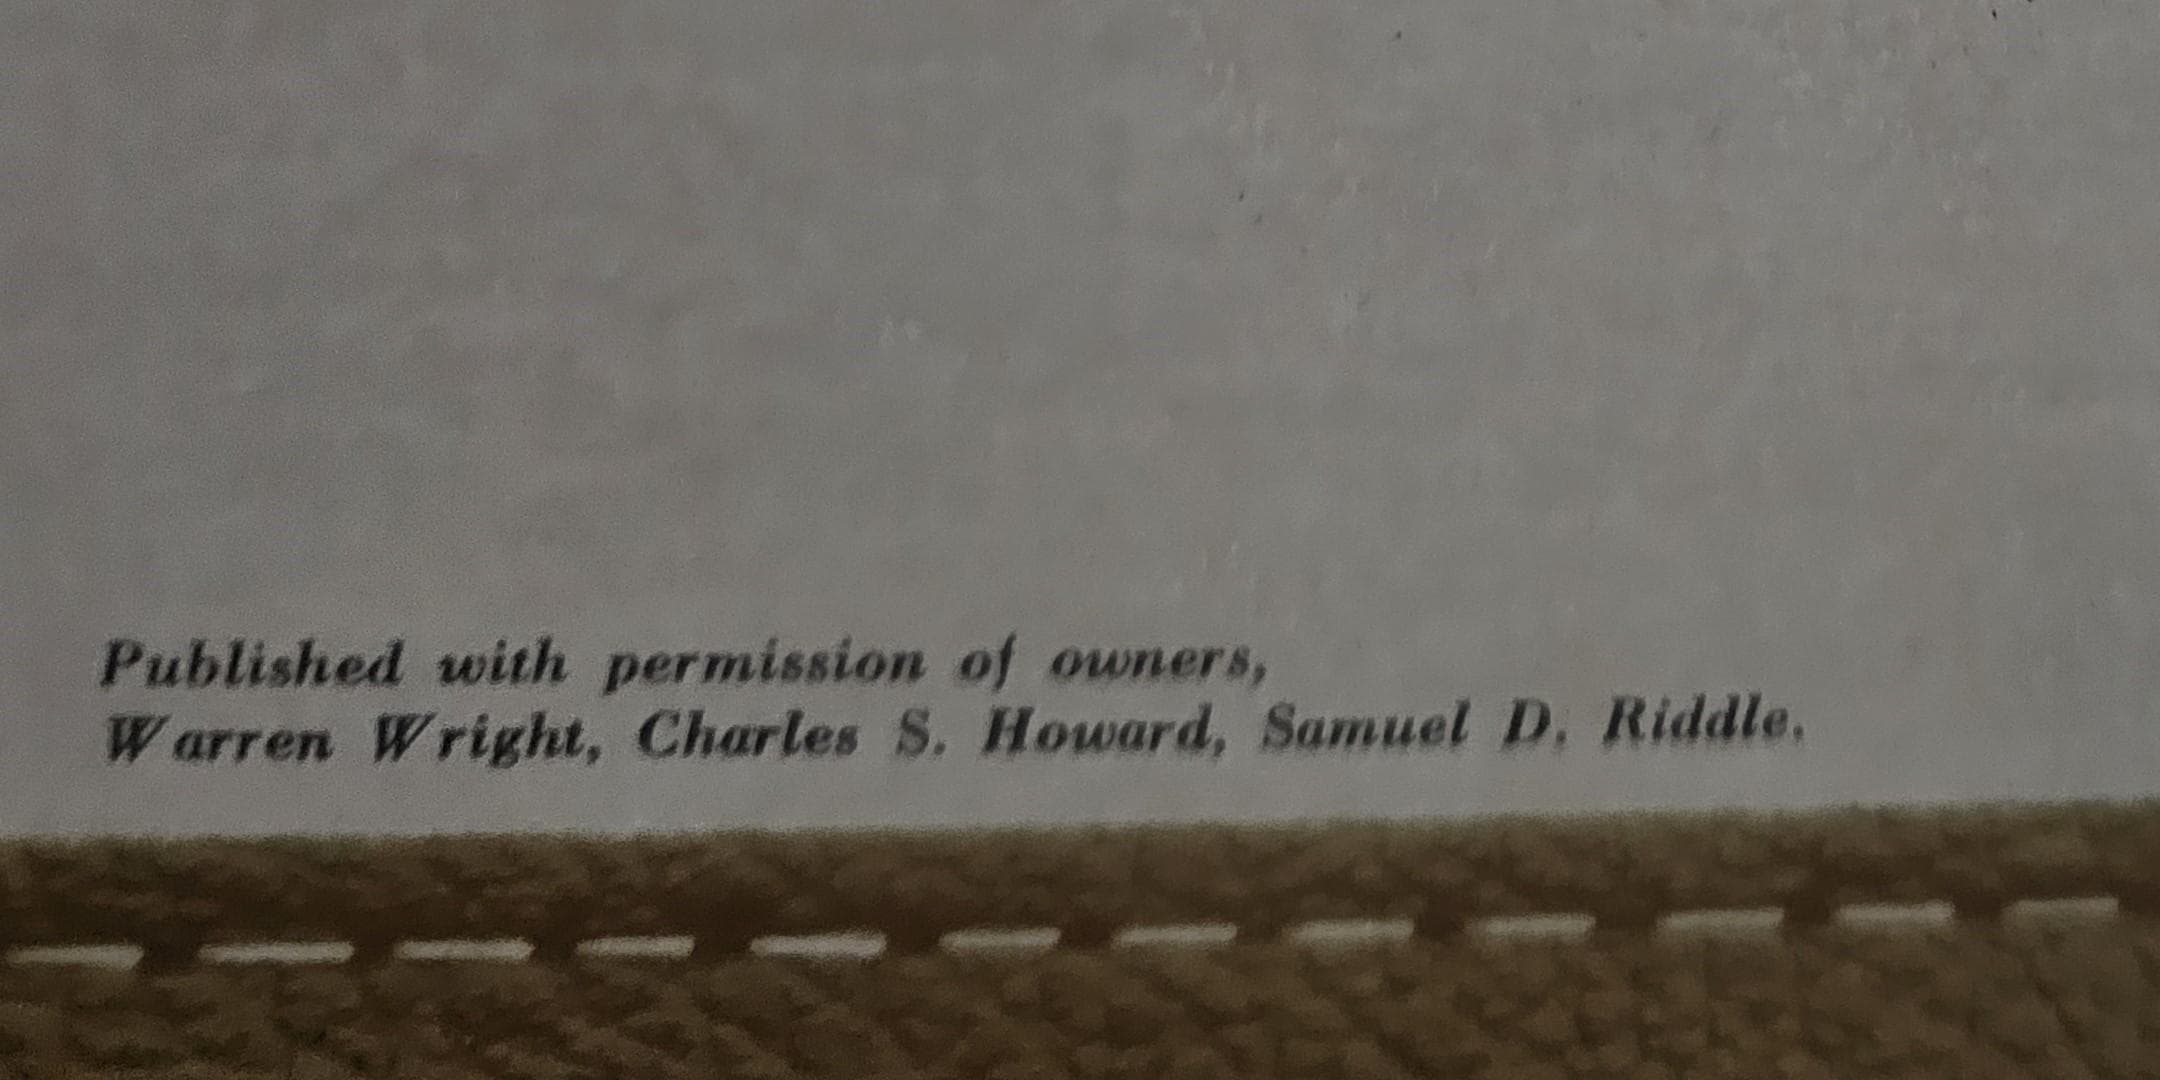 Published with permission of owners,
Warren Wright, Charles S. Howard, Samuel D. Riddle.